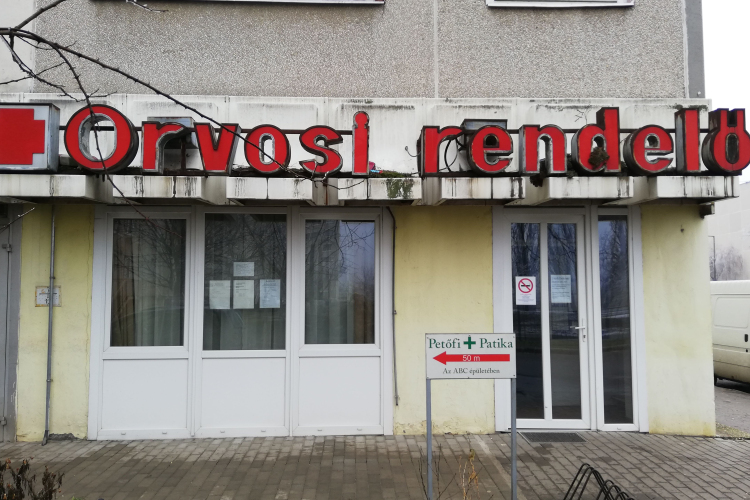 Orvosi rendelő
Petőfi Patika
50 m
Az ABC épületében